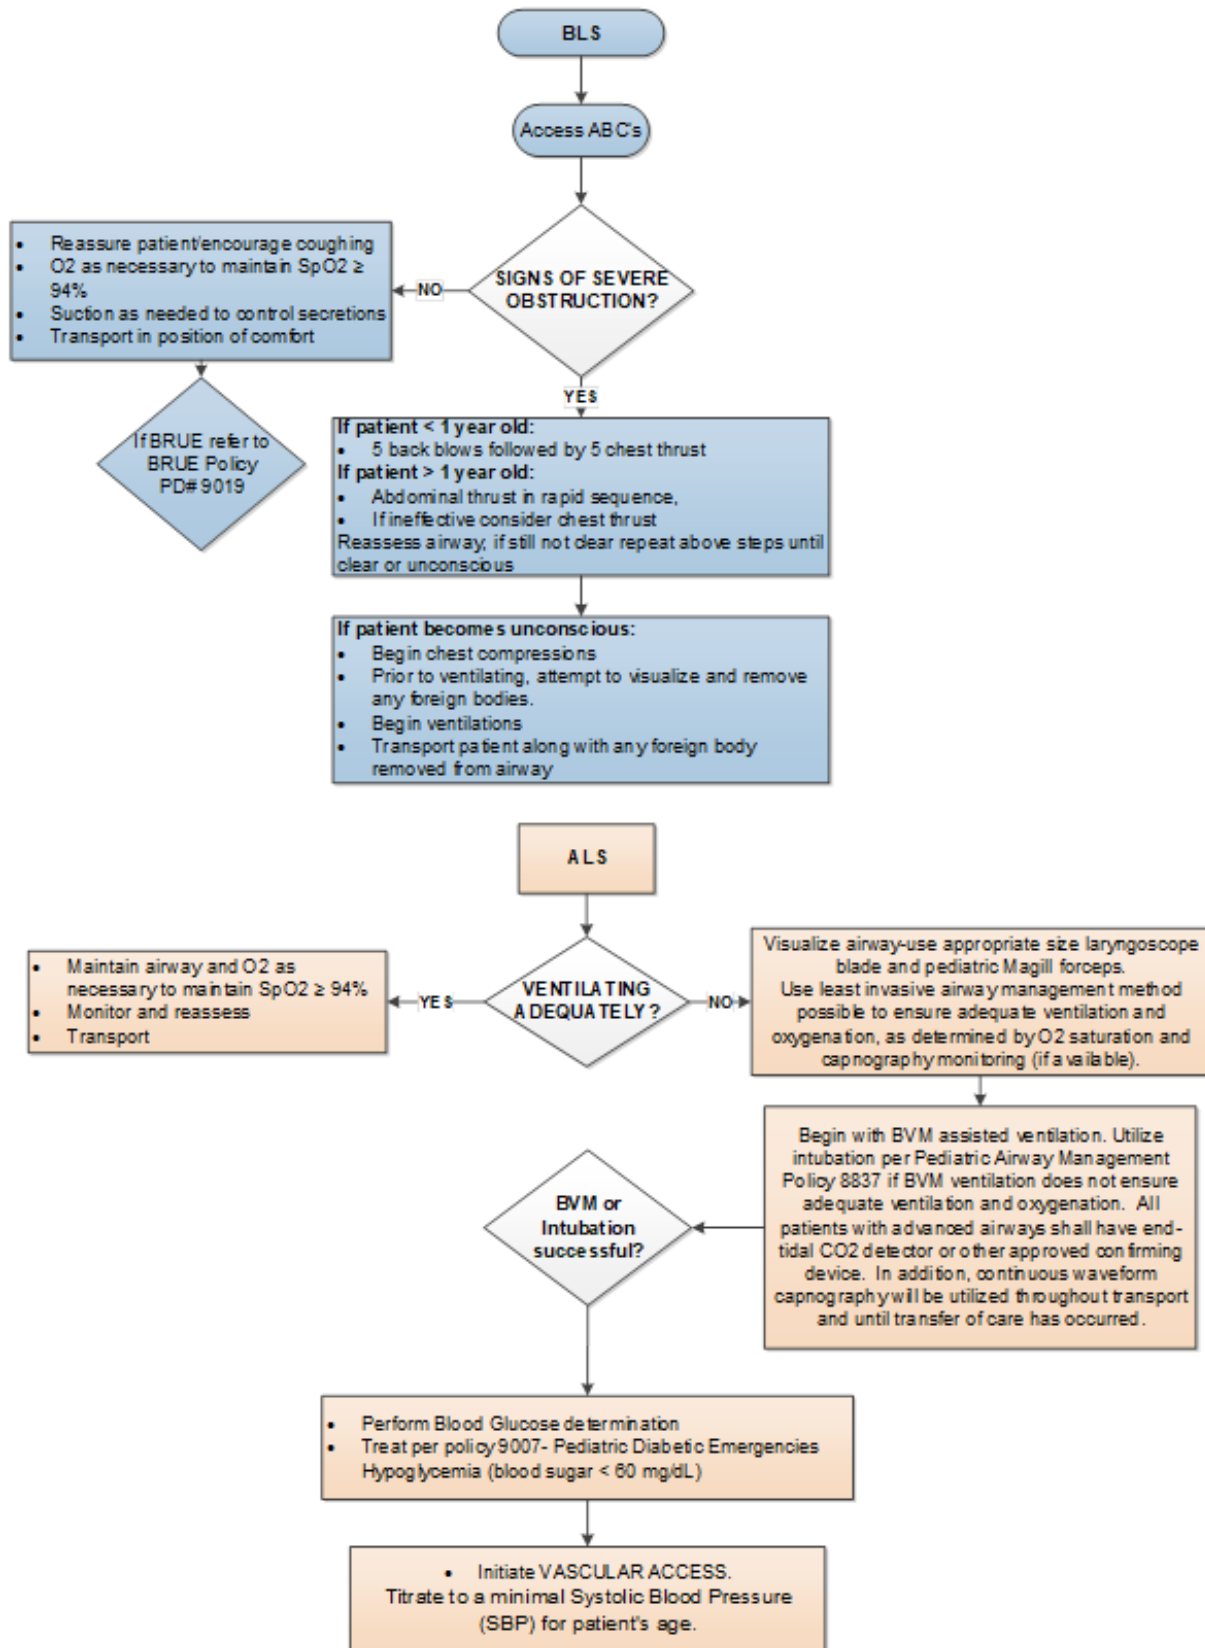 BLS
Access ABC's
SIGNS OF SEVERE
OBSTRUCTION?
NO
• Reassure patient/encourage coughing
• O2 as necessary to maintain SpO2 ≥
94%
• Suction as needed to control secretions
• Transport in position of comfort
If BRUE refer to
BRUE Policy
PD# 9019
YES
If patient < 1 year old:
• 5 back blows followed by 5 chest thrust
If patient > 1 year old:
• Abdominal thrust in rapid sequence,
• If ineffective consider chest thrust
Reassess airway, if still not clear repeat above steps until
clear or unconscious
If patient becomes unconscious:
• Begin chest compressions
• Prior to ventilating, attempt to visualize and remove
any foreign bodies.
• Begin ventilations
• Transport patient along with any foreign body
removed from airway
ALS
VENTILATING
ADEQUATELY?
YES
• Maintain airway and O2 as
necessary to maintain SpO2 ≥ 94%
• Monitor and reassess
• Transport
NO
Visualize airway-use appropriate size laryngoscope
blade and pediatric Magill forceps.
Use least invasive airway management method
possible to ensure adequate ventilation and
oxygenation, as determined by O2 saturation and
capnography monitoring (if available).
Begin with BVM assisted ventilation. Utilize
intubation per Pediatric Airway Management
Policy 8837 if BVM ventilation does not ensure
adequate ventilation and oxygenation. All
patients with advanced airways shall have end-
tidal CO2 detector or other approved confirming
device. In addition, continuous waveform
capnography will be utilized throughout transport
and until transfer of care has occurred.
BVM or
Intubation
successful?
• Perform Blood Glucose determination
• Treat per policy 9007- Pediatric Diabetic Emergencies
Hypoglycemia (blood sugar < 60 mg/dL)
• Initiate VASCULAR ACCESS.
Titrate to a minimal Systolic Blood Pressure
(SBP) for patient's age.